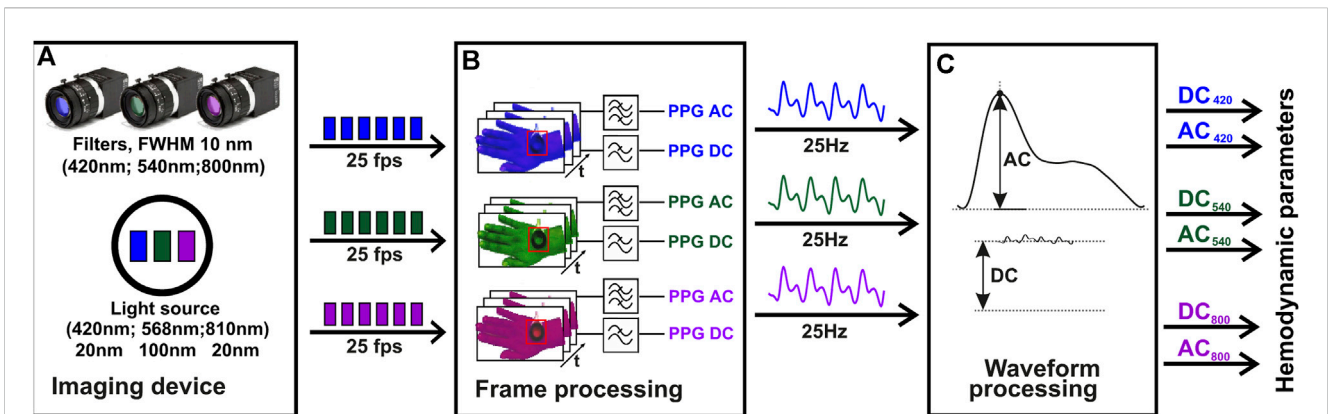 A
Filters, FWHM 10 nm
(420nm; 540nm;800nm)
Light source
(420nm; 568nm;810nm)
20nm 100nm 20nm
Imaging device
25 fps
25 fps
25 fps
B
PPG AC
PPG DC
t
PPG AC
PPG DC
t
PPG AC
PPG DC
t
Frame processing
25Hz
25Hz
25Hz
C
AC
DC
Waveform
processing
DC420
AC420
DC540
AC540
DC800
AC800
Hemodynamic parameters